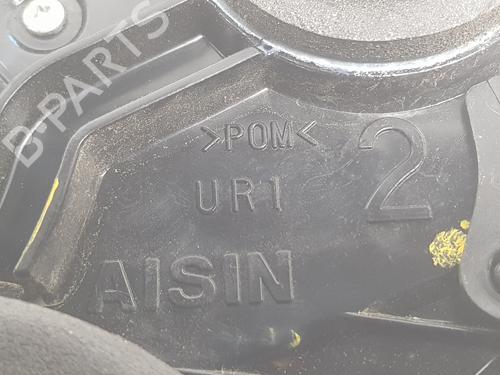 B-PARTS
>POM<
UR1
2
AISIN